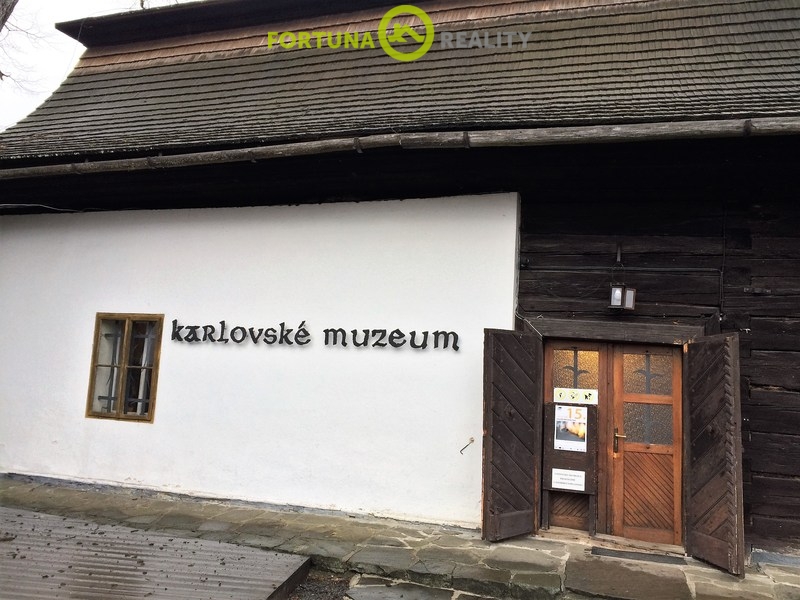 FORTUNA REALITY
karlovské muzeum
15.